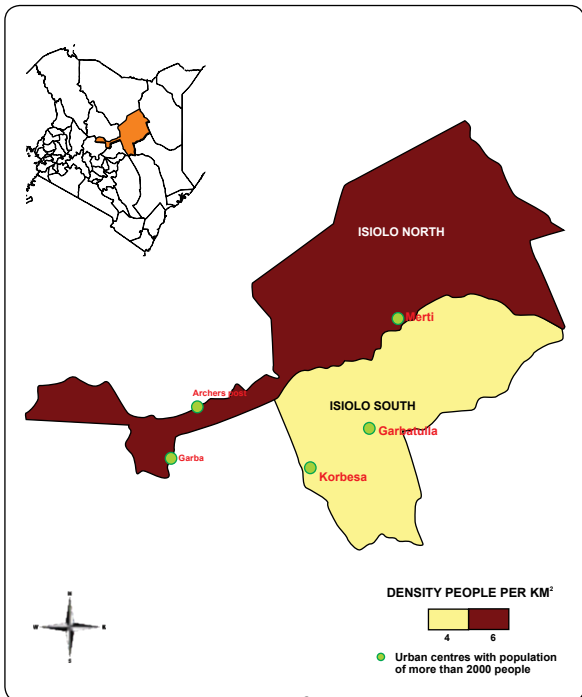 ISIOLO NORTH
Merti
Archers post
ISIOLO SOUTH
Garbatulla
Garba
Korbesa
DENSITY PEOPLE PER KM²
4 6
Urban centres with population
of more than 2000 people
N
W E
S